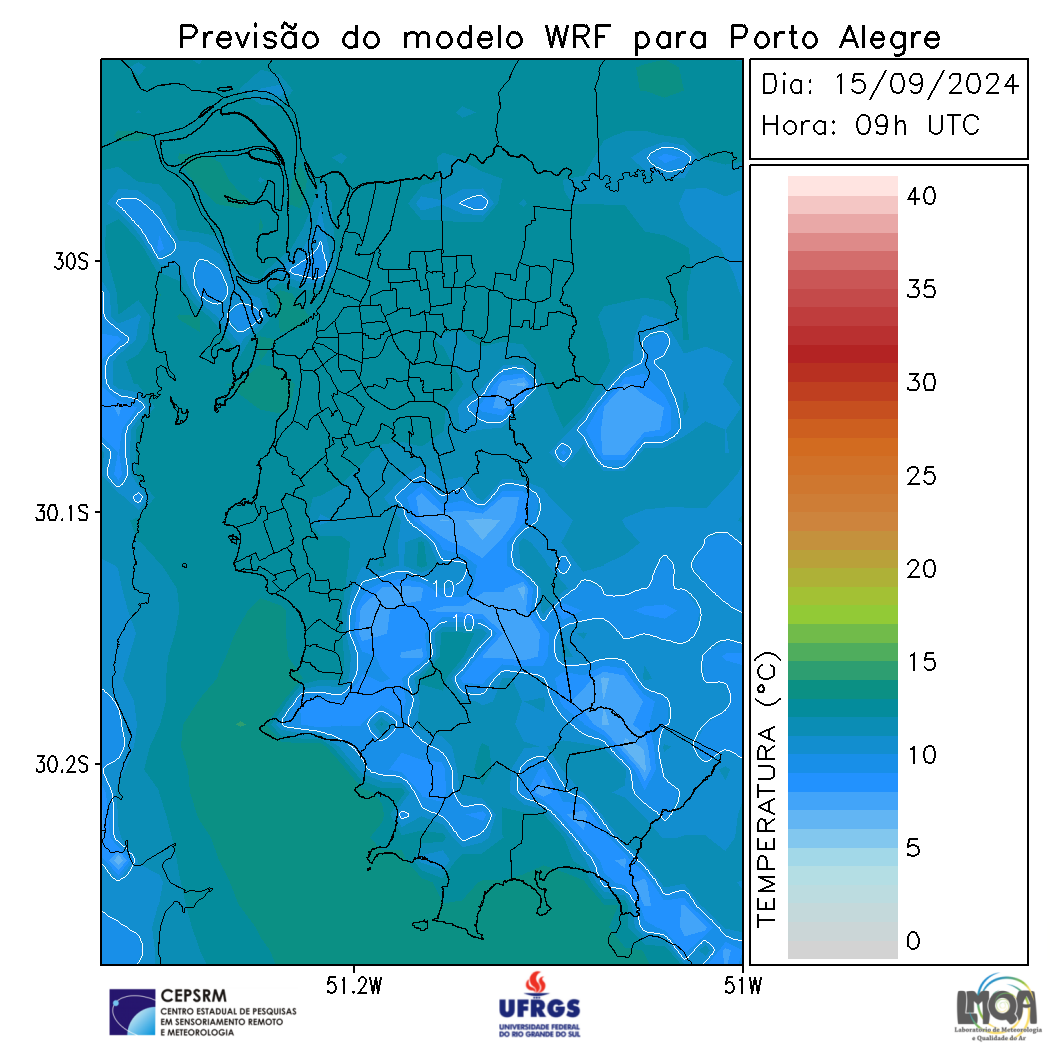 Previsão do modelo WRF para Porto Alegre
Dia: 15/09/2024
Hora: 09h UTC
40
35
30
25
20
15
10
5
0
TEMPERATURA (°C)
30S
30.1S
30.2S
10
10
51.2W
51W
CEPSRM
CENTRO ESTADUAL DE PESQUISAS
EM SENSORIAMENTO REMOTO
E METEOROLOGIA
UFRGS
UNIVERSIDADE FEDERAL
DO RIO GRANDE DO SUL
LMQA
Laboratório de Meteorologia
e Qualidade do Ar